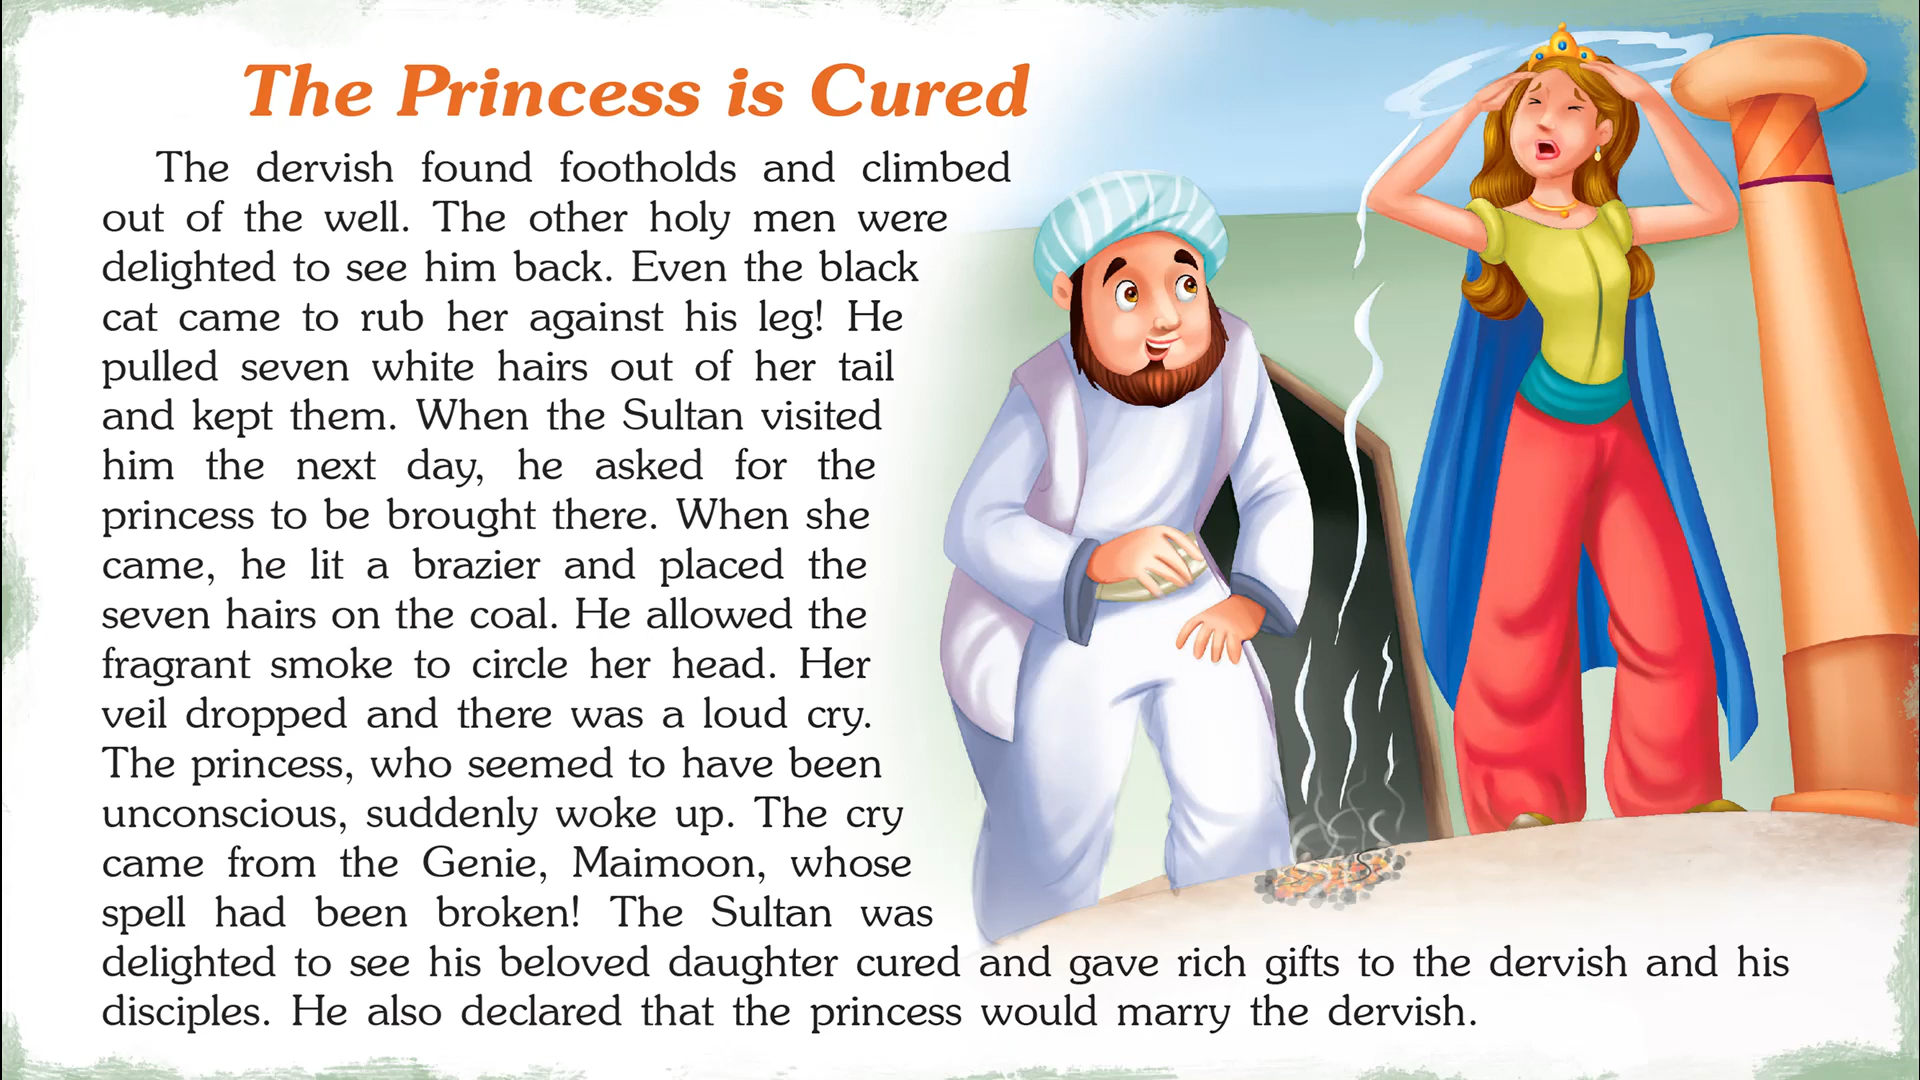 The Princess is Cured
The dervish found footholds and climbed
out of the well. The other holy men were
delighted to see him back. Even the black
cat came to rub her against his leg! He
pulled seven white hairs out of her tail
and kept them. When the Sultan visited
him the next day, he asked for the
princess to be brought there. When she
came, he lit a brazier and placed the
seven hairs on the coal. He allowed the
fragrant smoke to circle her head. Her
veil dropped and there was a loud cry.
The princess, who seemed to have been
unconscious, suddenly woke up. The cry
came from the Genie, Maimoon, whose
spell had been broken! The Sultan was
delighted to see his beloved daughter cured and gave rich gifts to the dervish and his
disciples. He also declared that the princess would marry the dervish.